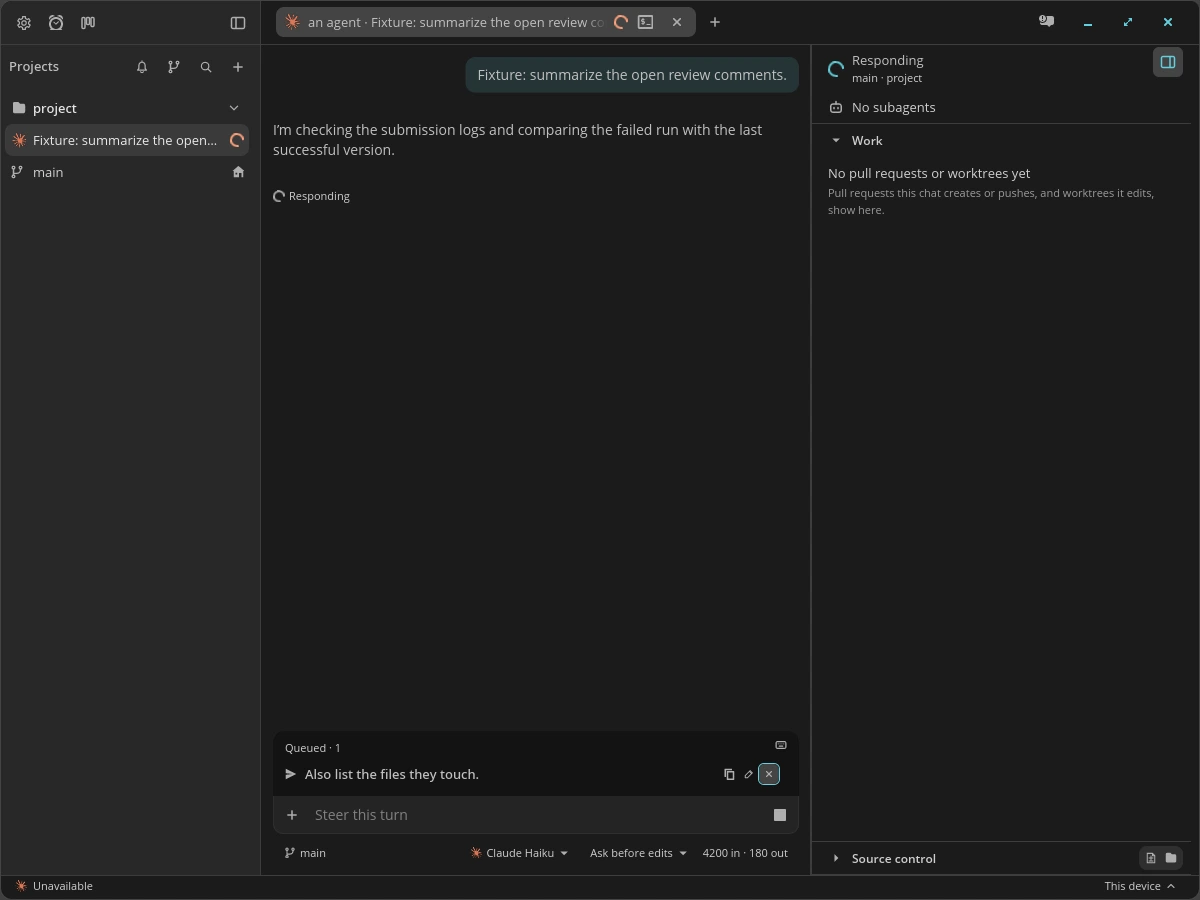 an agent · Fixture: summarize the open review co
Projects
project
Fixture: summarize the open...
main
Fixture: summarize the open review comments.
I'm checking the submission logs and comparing the failed run with the last
successful version.
Responding
Queued · 1
Also list the files they touch.
Steer this turn
main
Claude Haiku
Ask before edits
4200 in · 180 out
Responding
main · project
No subagents
Work
No pull requests or worktrees yet
Pull requests this chat creates or pushes, and worktrees it edits,
show here.
Source control
Unavailable
This device